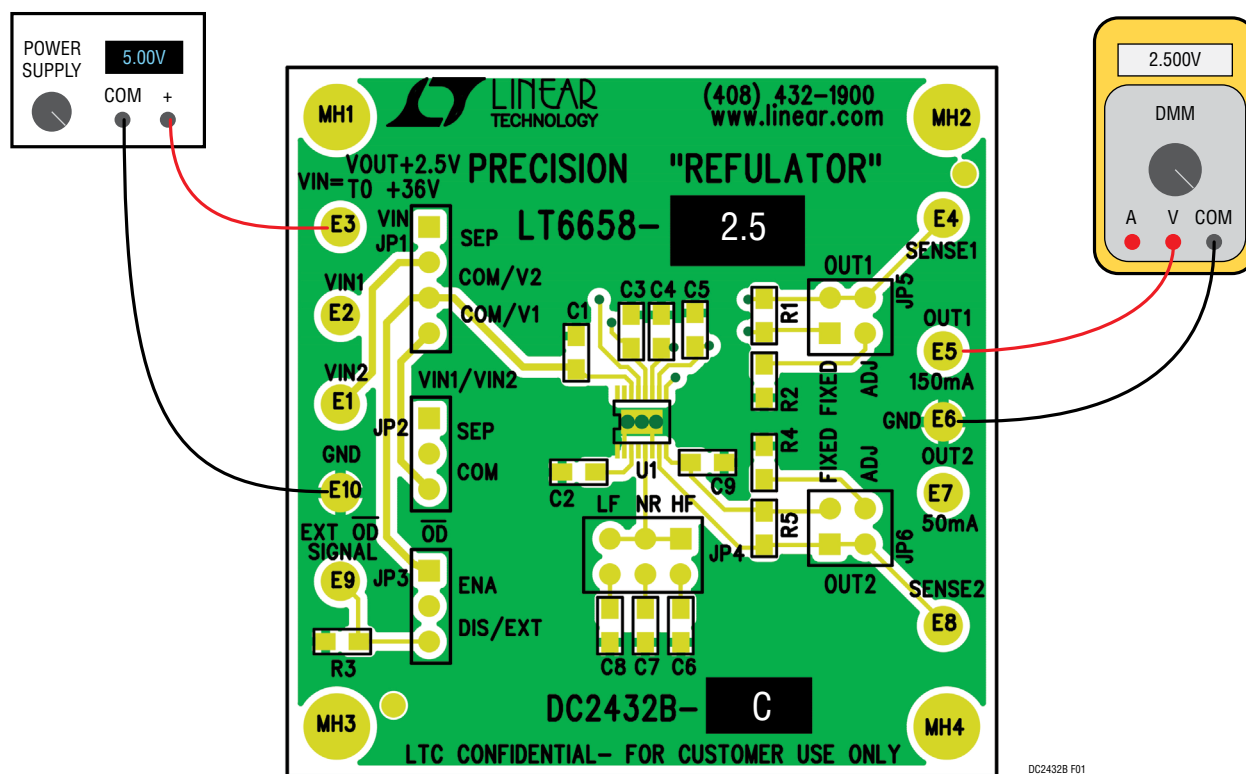 POWER
SUPPLY
5.00V
COM +
2.500V
DMM
A V COM
MH1
LINEAR
TECHNOLOGY
(408) 432-1900
www.linear.com
MH2
VIN=
VOUT+2.5V
TO +36V
PRECISION "REFULATOR"
LT6658- 2.5
E3
VIN
JP1
SEP
COM/V2
COM/V1
VIN1
E2
VIN2
E1
VIN1/VIN2
JP2
SEP
COM
GND
E10
EXT OD
SIGNAL
OD
E9
JP3
ENA
DIS/EXT
R3
C1
C3
C4
C5
R1
R2
OUT1
JP5
FIXED
ADJ
E4
SENSE1
OUT1
E5
150mA
GND E6
OUT2
E7
50mA
U1
C2
C9
R4
FIXED
ADJ
R5
LF NR HF
JP4
JP6
OUT2
SENSE2
E8
C8
C7
C6
MH3
DC2432B- C
MH4
LTC CONFIDENTIAL- FOR CUSTOMER USE ONLY
DC2432B F01